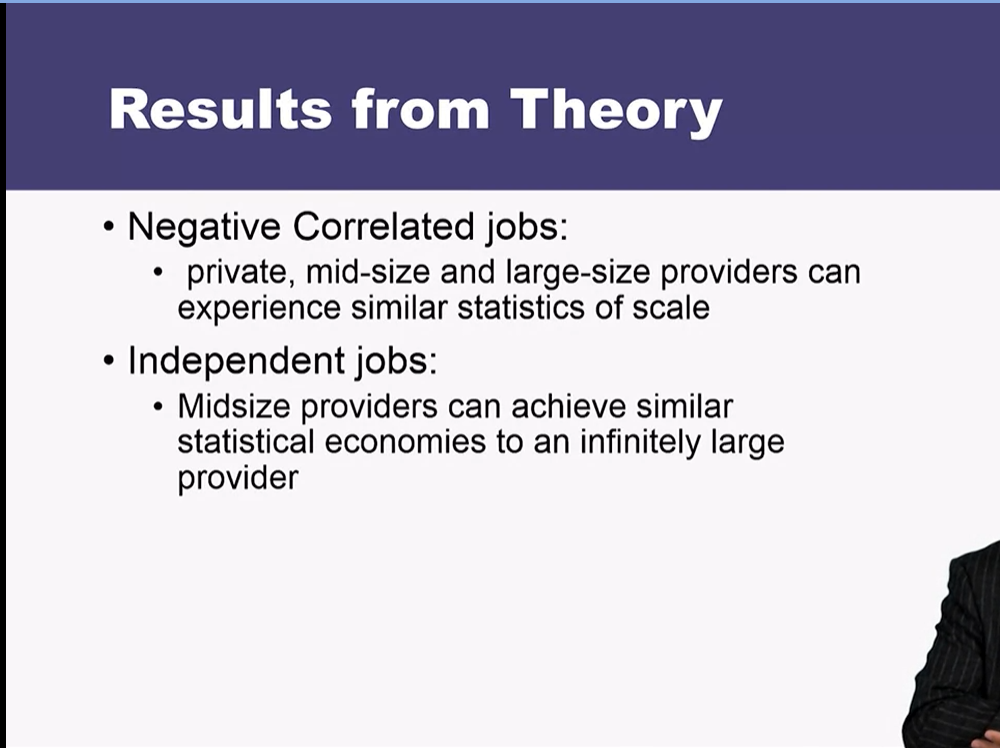 Results from Theory
• Negative Correlated jobs:
• private, mid-size and large-size providers can
experience similar statistics of scale
• Independent jobs:
• Midsize providers can achieve similar
statistical economies to an infinitely large
provider